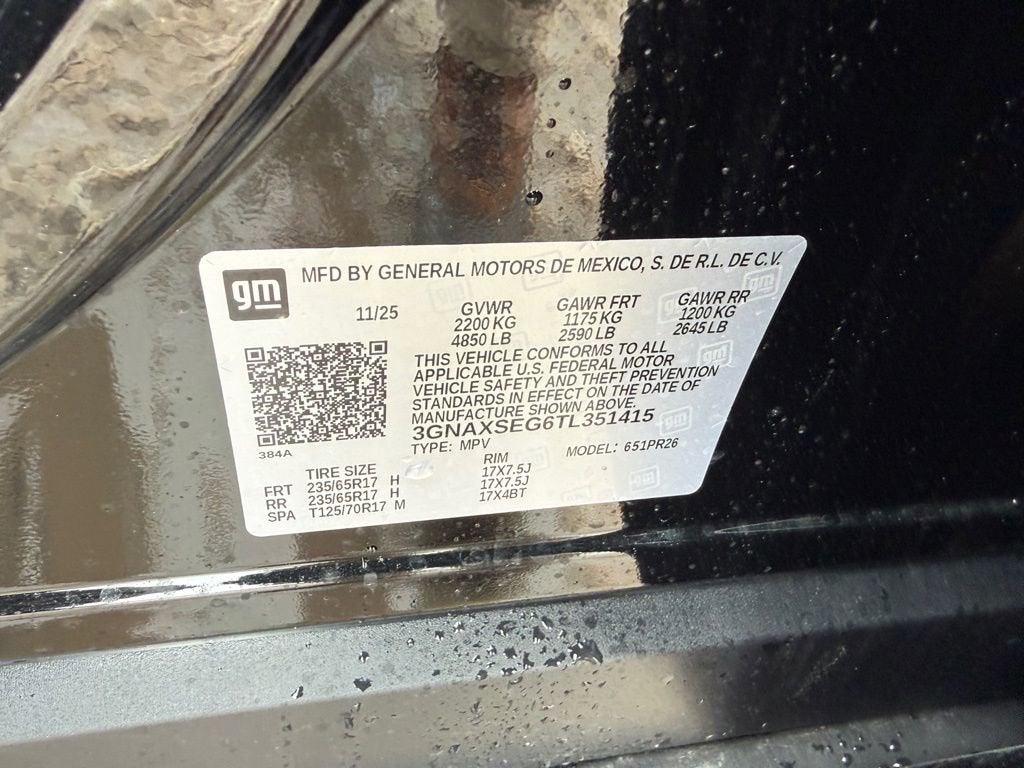 gm
MFD BY GENERAL MOTORS DE MEXICO, S. DE R.L. DE C.V.
11/25 GVWR GAWR FRT GAWR RR
2200 KG 1175 KG 1200 KG
4850 LB 2590 LB 2645 LB
THIS VEHICLE CONFORMS TO ALL
APPLICABLE U.S. FEDERAL MOTOR
VEHICLE SAFETY AND THEFT PREVENTION
STANDARDS IN EFFECT ON THE DATE OF
MANUFACTURE SHOWN ABOVE.
3GNAXSEG6TL351415
TYPE: MPV MODEL: 651PR26
384A
TIRE SIZE RIM
FRT 235/65R17 H 17X7.5J
RR 235/65R17 H 17X7.5J
SPA T125/70R17 M 17X4BT